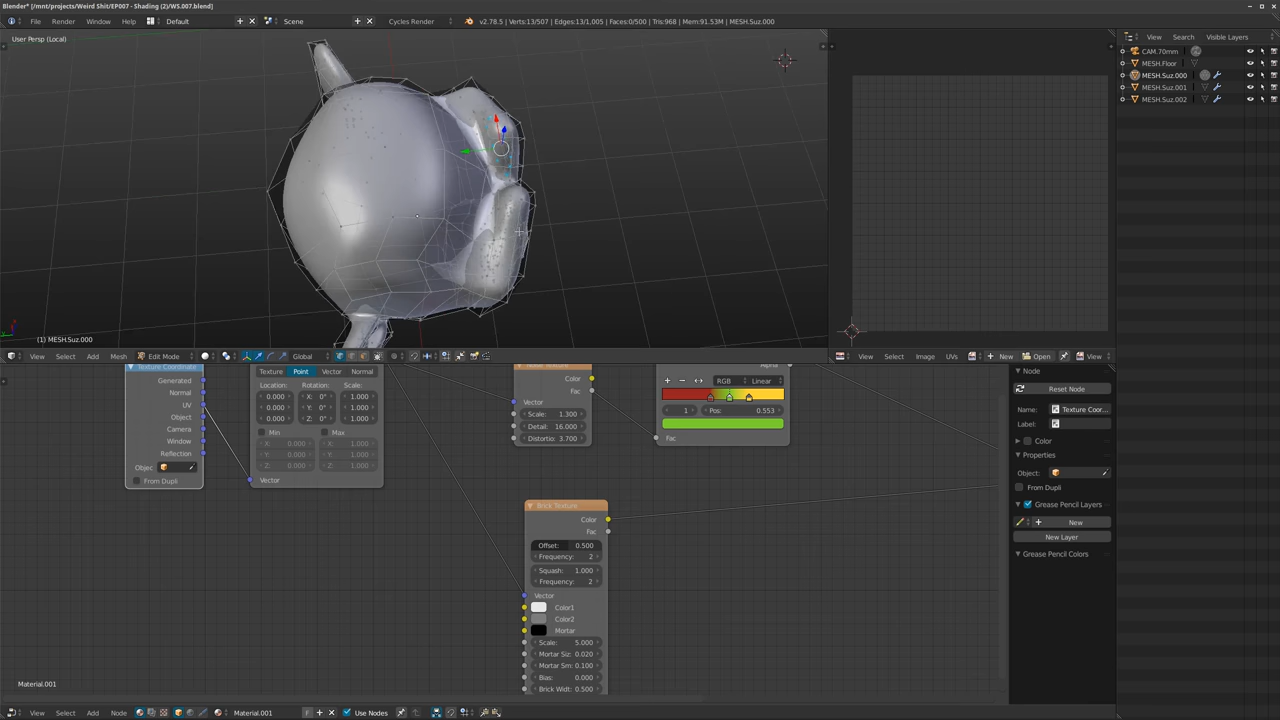 Blender* [/mnt/projects/Weird Shit/EP007 - Shading (2)/WS.007.blend]
File Render Window Help Default Scene Cycles Render v2.78.5 | Verts:13/507 | Edges:13/1,005 | Faces:0/500 | Tris:968 | Mem:91.53M | MESH.Suz.000
User Persp (Local)
View Search Visible Layers
CAM.70mm
MESH.Floor
MESH.Suz.000
MESH.Suz.001
MESH.Suz.002
(1) MESH.Suz.000
View Select Add Mesh Edit Mode Global
View Select Image UVs New Open View
Texture Coordinate
Generated
Normal
UV
Object
Camera
Window
Reflection
Objec
From Dupli
Texture Point Vector Normal
Location: Rotation: Scale:
0.000 X: 0° 1.000
0.000 Y: 0° 1.000
0.000 Z: 0° 1.000
Min Max
X: 0.000 X: 1.000
Y: 0.000 Y: 1.000
Z: 0.000 Z: 1.000
Vector
Color
Fac
Vector
Scale: 1.300
Detail: 16.000
Distortio: 3.700
Alpha
RGB Linear
1 Pos: 0.553
Fac
Brick Texture
Color
Fac
Offset: 0.500
Frequency: 2
Squash: 1.000
Frequency: 2
Vector
Color1
Color2
Mortar
Scale: 5.000
Mortar Siz: 0.020
Mortar Sm: 0.100
Bias: 0.000
Brick Widt: 0.500
Node
Reset Node
Name: Texture Coor...
Label:
Color
Properties
Object:
From Dupli
Grease Pencil Layers
New
New Layer
Grease Pencil Colors
Material.001
View Select Add Node Material.001 F Use Nodes